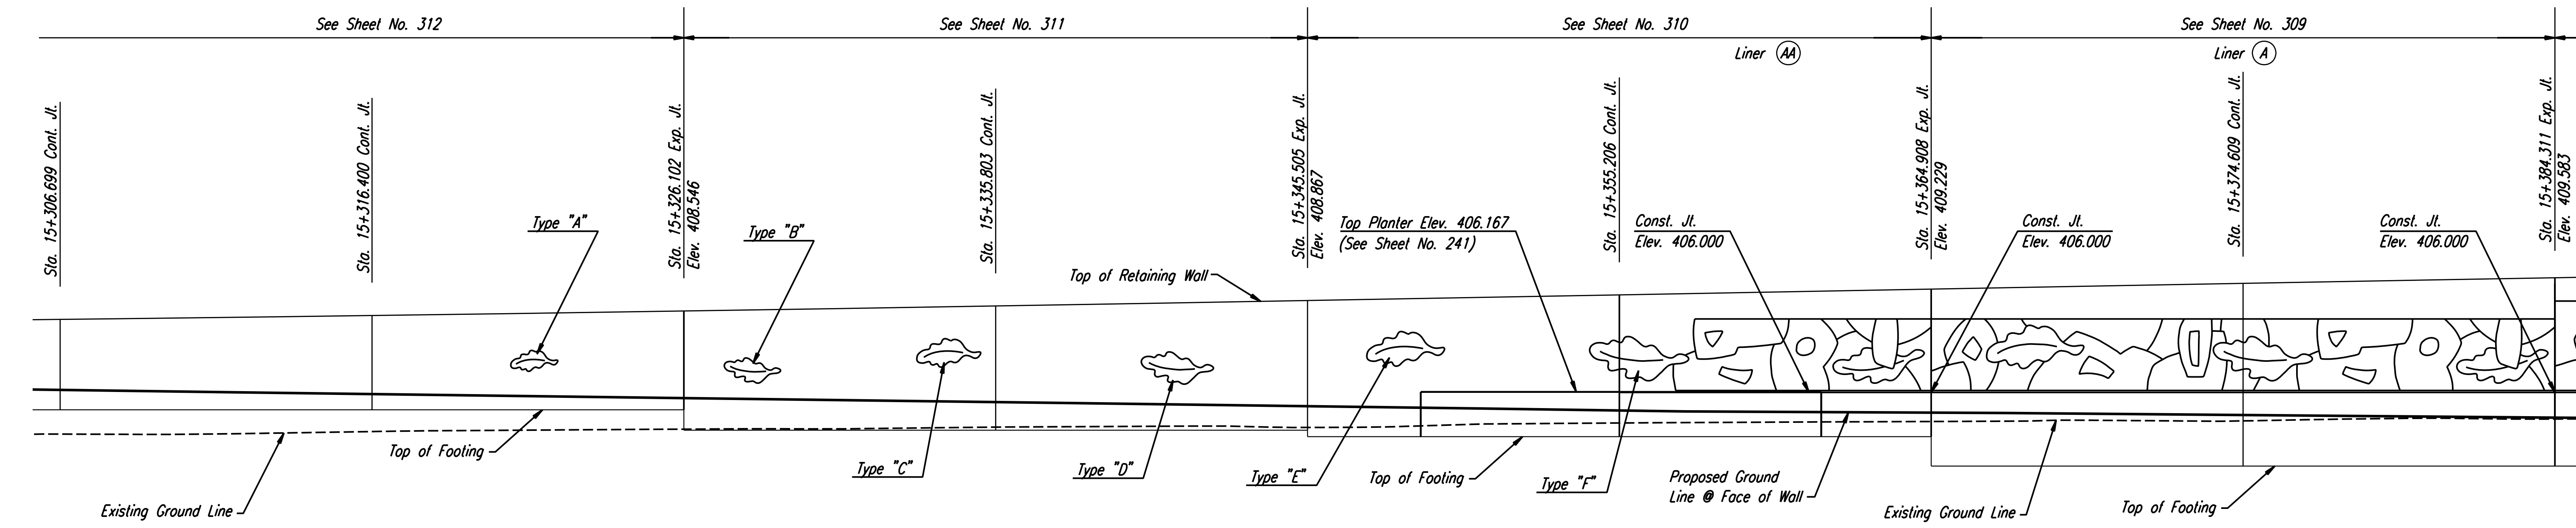 See Sheet No. 312
See Sheet No. 311
See Sheet No. 310
See Sheet No. 309
Liner AA
Liner A
Sta. 15+306.699 Cont. Jt.
Sta. 15+316.400 Cont. Jt.
Sta. 15+326.102 Exp. Jt.
Elev. 408.546
Sta. 15+335.803 Cont. Jt.
Sta. 15+345.505 Exp. Jt.
Elev. 408.867
Sta. 15+355.206 Cont. Jt.
Sta. 15+364.908 Exp. Jt.
Elev. 409.229
Sta. 15+374.609 Cont. Jt.
Sta. 15+384.311 Exp. Jt.
Elev. 409.583
Type "A"
Type "B"
Top of Retaining Wall
Top Planter Elev. 406.167
(See Sheet No. 241)
Const. Jt.
Elev. 406.000
Const. Jt.
Elev. 406.000
Const. Jt.
Elev. 406.000
Existing Ground Line
Top of Footing
Type "C"
Type "D"
Type "E"
Top of Footing
Type "F"
Proposed Ground
Line @ Face of Wall
Existing Ground Line
Top of Footing